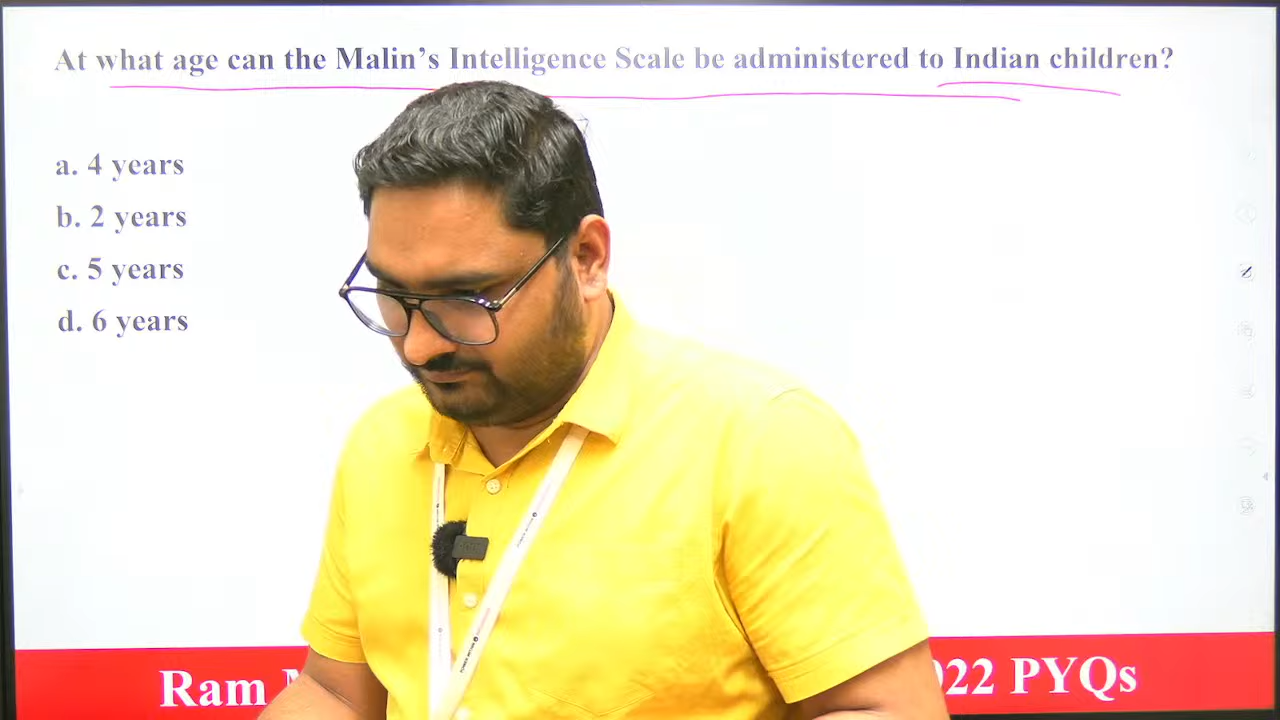 At what age can the Malin's Intelligence Scale be administered to Indian children?
a. 4 years
b. 2 years
c. 5 years
d. 6 years
Ram
022 PYQs